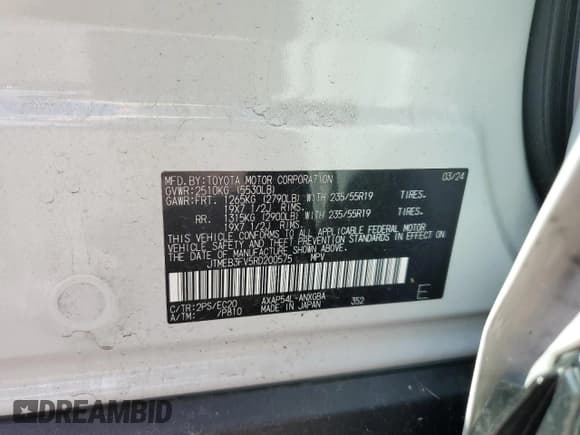 MFD.BY:TOYOTA MOTOR CORPORATION 03/24
GVWR:2510KG (5530LB)
GAWR:FRT. 1265KG (2790LB) WITH 235/55R19 TIRES.
19X7 1/2J RIMS.
RR. 1315KG (2900LB) WITH 235/55R19 TIRES.
19X7 1/2J RIMS.
THIS VEHICLE CONFORMS TO ALL APPLICABLE FEDERAL MOTOR
VEHICLE SAFETY AND THEFT PREVENTION STANDARDS IN EFFECT
ON THE DATE OF MANUFACTURE SHOWN ABOVE.
JTMEB3FV5RD200575 MPV
C/TR:2PS/EC20 AXAP54L-ANXGBA 352
A/TM: /P810 MADE IN JAPAN
E
DREAMBID